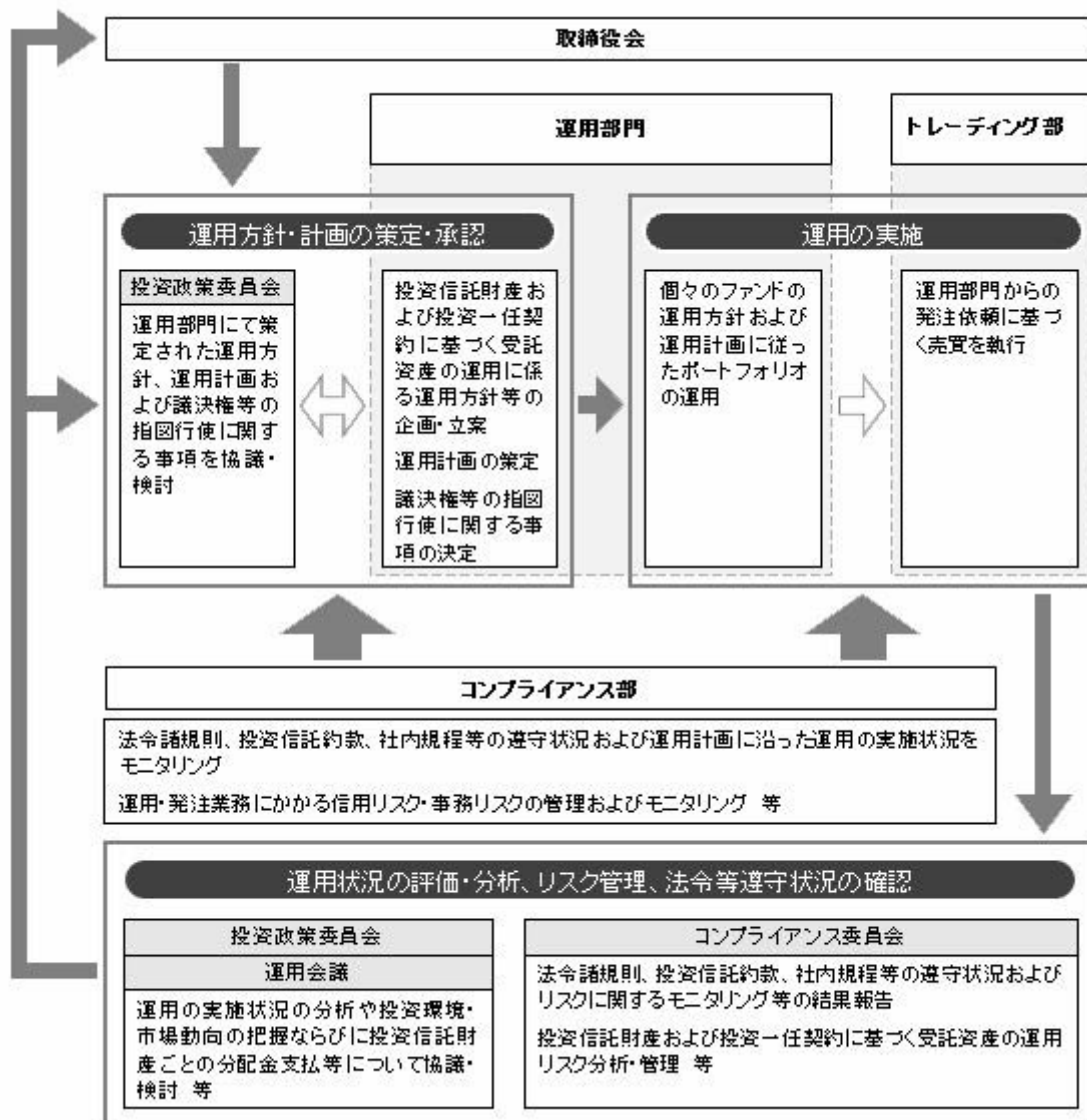 取締役会
運用部門
トレーディング部
運用方針・計画の策定・承認
投資政策委員会
運用部門にて策
定された運用方
針、運用計画お
よび議決権等の
指図行使に関す
る事項を協議・
検討
投資信託財産お
よび投資一任契
約に基づく受託
資産の運用に係
る運用方針等の
企画・立案
運用計画の策定
議決権等の指図
行使に関する事
項の決定
運用の実施
個々のファンドの
運用方針および
運用計画に従っ
たポートフォリオ
の運用
運用部門からの
発注依頼に基づ
く売買を執行
コンプライアンス部
法令諸規則、投資信託約款、社内規程等の遵守状況および運用計画に沿った運用の実施状況を
モニタリング
運用・発注業務にかかる信用リスク・事務リスクの管理およびモニタリング 等
運用状況の評価・分析、リスク管理、法令等遵守状況の確認
投資政策委員会
運用会議
運用の実施状況の分析や投資環境・
市場動向の把握ならびに投資信託財
産ごとの分配金支払等について協議・
検討 等
コンプライアンス委員会
法令諸規則、投資信託約款、社内規程等の遵守状況および
リスクに関するモニタリング等の結果報告
投資信託財産および投資一任契約に基づく受託資産の運用
リスク分析・管理 等